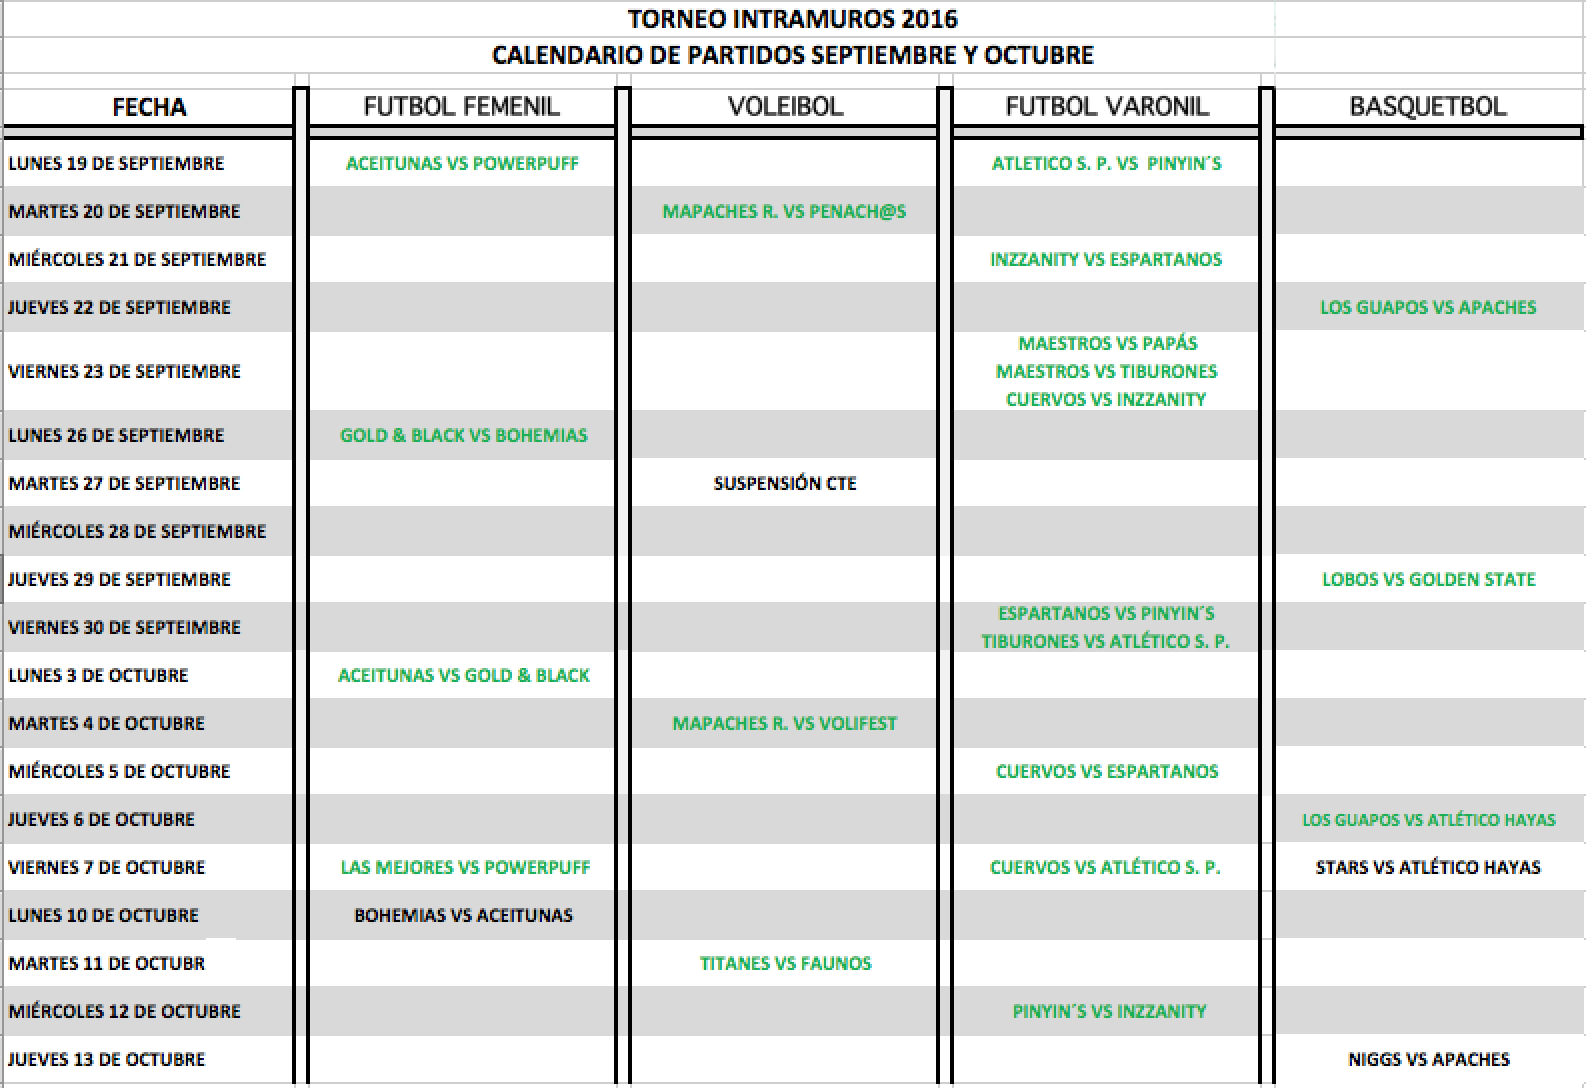 TORNEO INTRAMUROS 2016
CALENDARIO DE PARTIDOS SEPTIEMBRE Y OCTUBRE
FECHA FUTBOL FEMENIL VOLEIBOL FUTBOL VARONIL BASQUETBOL
LUNES 19 DE SEPTIEMBRE ACEITUNAS VS POWERPUFF ATLETICO S. P. VS PINYIN´S
MARTES 20 DE SEPTIEMBRE MAPACHES R. VS PENACH@S
MIÉRCOLES 21 DE SEPTIEMBRE INZZANITY VS ESPARTANOS
JUEVES 22 DE SEPTIEMBRE LOS GUAPOS VS APACHES
MAESTROS VS PAPÁS
VIERNES 23 DE SEPTIEMBRE MAESTROS VS TIBURONES
CUERVOS VS INZZANITY
LUNES 26 DE SEPTIEMBRE GOLD & BLACK VS BOHEMIAS
MARTES 27 DE SEPTIEMBRE SUSPENSIÓN CTE
MIÉRCOLES 28 DE SEPTIEMBRE
JUEVES 29 DE SEPTIEMBRE LOBOS VS GOLDEN STATE
VIERNES 30 DE SEPTEIMBRE ESPARTANOS VS PINYIN´S
TIBURONES VS ATLÉTICO S. P.
LUNES 3 DE OCTUBRE ACEITUNAS VS GOLD & BLACK
MARTES 4 DE OCTUBRE MAPACHES R. VS VOLIFEST
MIÉRCOLES 5 DE OCTUBRE CUERVOS VS ESPARTANOS
JUEVES 6 DE OCTUBRE LOS GUAPOS VS ATLÉTICO HAYAS
VIERNES 7 DE OCTUBRE LAS MEJORES VS POWERPUFF CUERVOS VS ATLÉTICO S. P. STARS VS ATLÉTICO HAYAS
LUNES 10 DE OCTUBRE BOHEMIAS VS ACEITUNAS
MARTES 11 DE OCTUBR TITANES VS FAUNOS
MIÉRCOLES 12 DE OCTUBRE PINYIN´S VS INZZANITY
JUEVES 13 DE OCTUBRE NIGGS VS APACHES